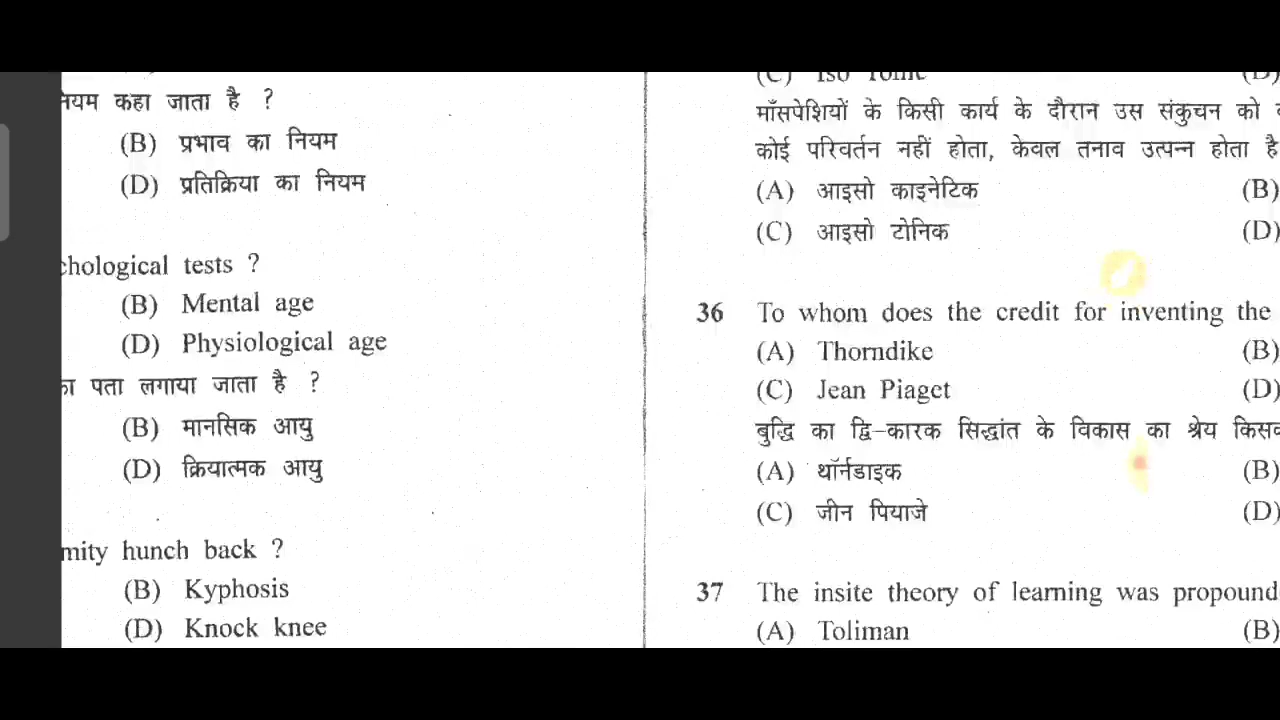 नियम कहा जाता है ?
(B) प्रभाव का नियम
(D) प्रतिक्रिया का नियम
chological tests ?
(B) Mental age
(D) Physiological age
का पता लगाया जाता है ?
(B) मानसिक आयु
(D) क्रियात्मक आयु
mity hunch back ?
(B) Kyphosis
(D) Knock knee
(C) Iso Tonic (D)
माँसपेशियों के किसी कार्य के दौरान उस संकुचन को
कोई परिवर्तन नहीं होता, केवल तनाव उत्पन्न होता है
(A) आइसो काइनेटिक (B)
(C) आइसो टोनिक (D)
36 To whom does the credit for inventing the
(A) Thorndike (B)
(C) Jean Piaget (D)
बुद्धि का द्वि-कारक सिद्धांत के विकास का श्रेय
(A) थॉर्नडाइक (B)
(C) जीन पियाजे (D)
37 The insite theory of learning was propound
(A) Toliman (B)